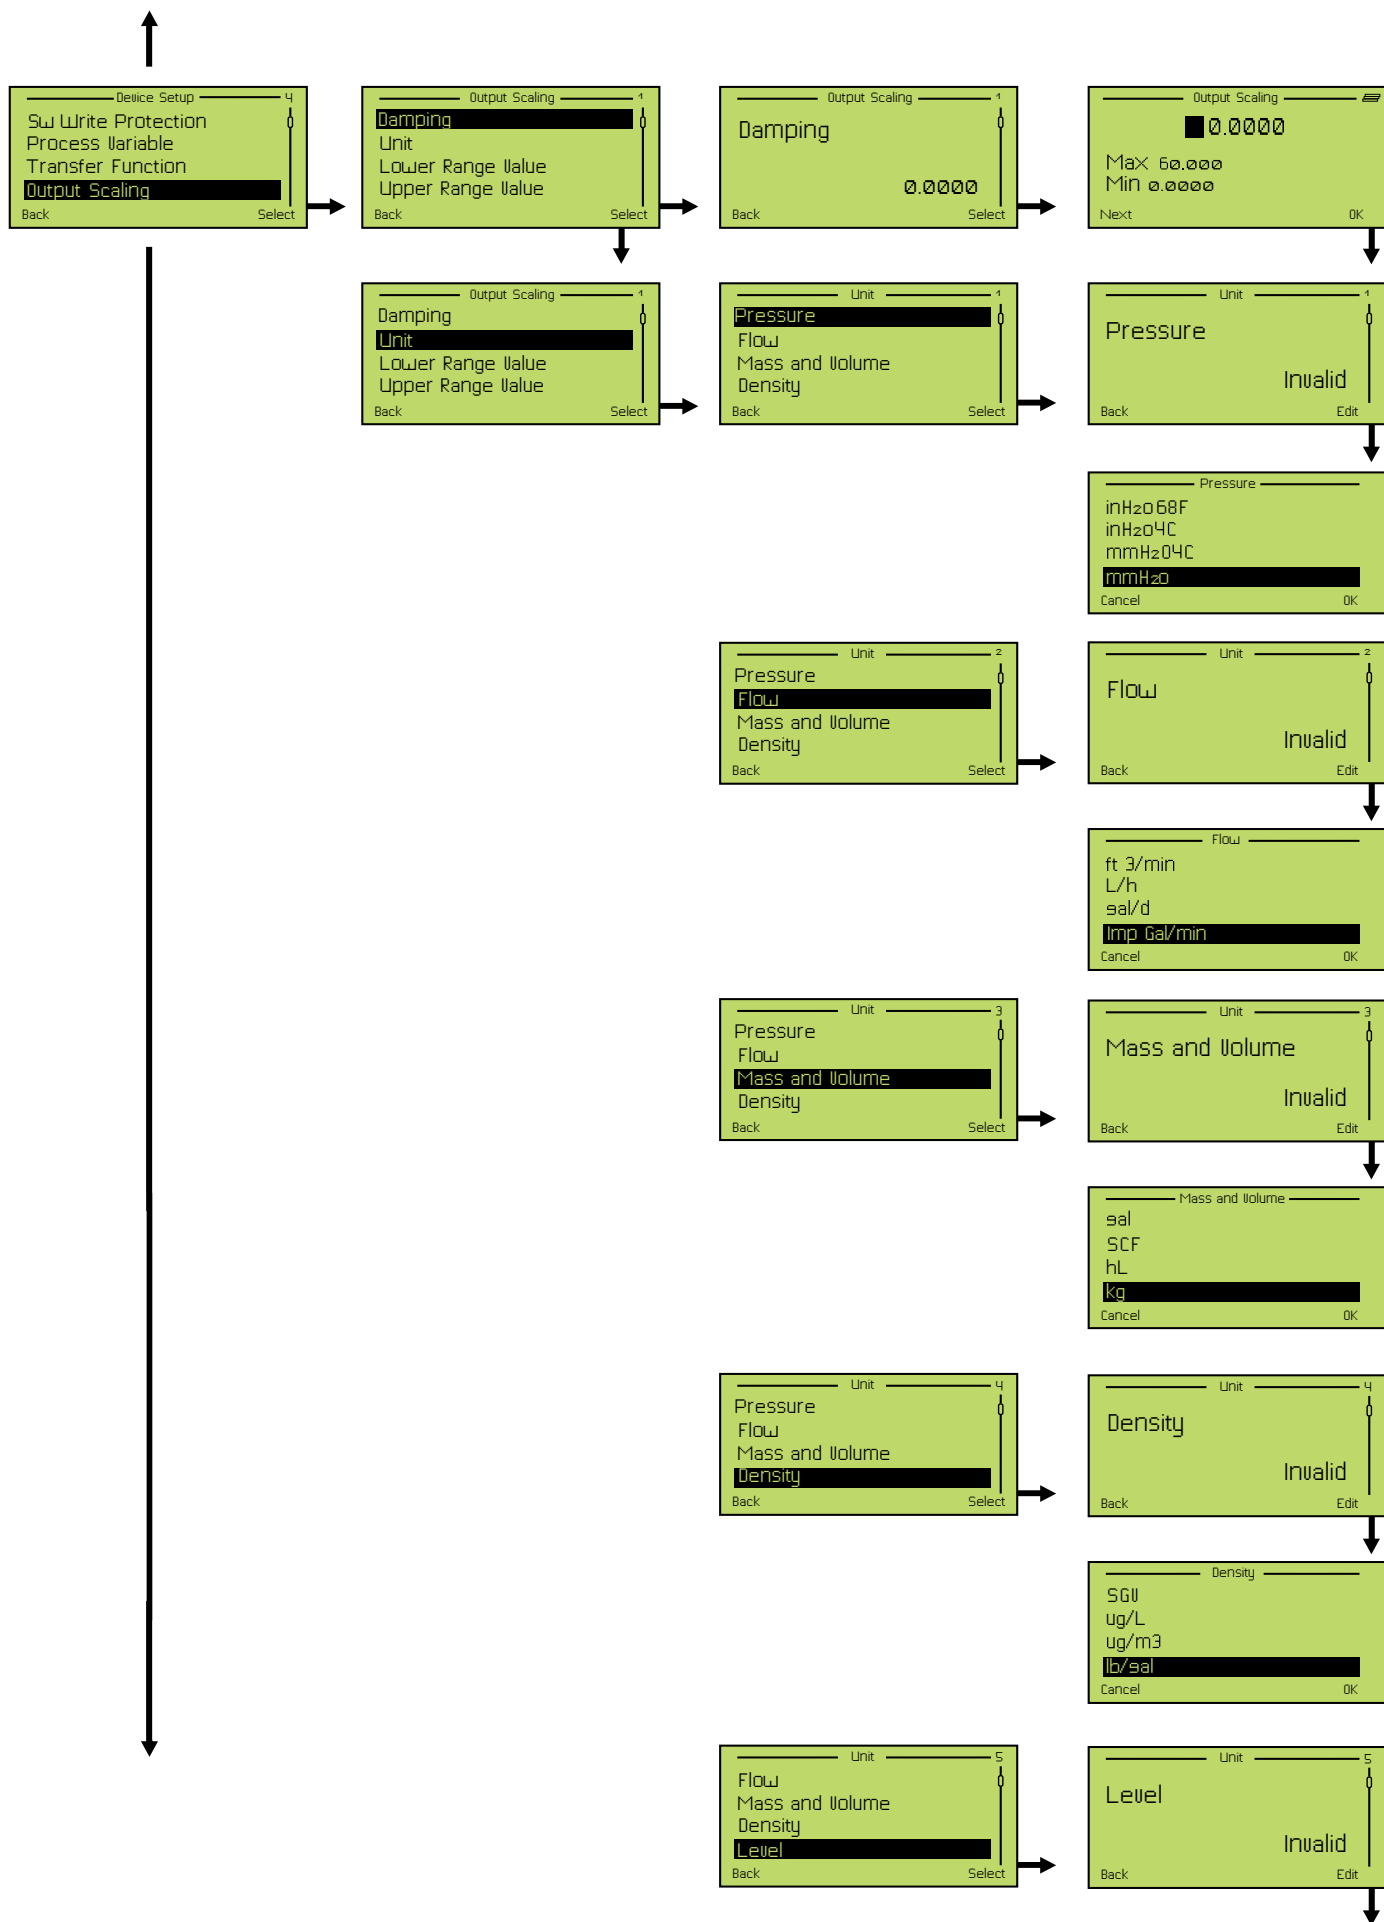 Device Setup 4
Sw Write Protection
Process Variable
Transfer Function
Output Scaling
Back Select
Output Scaling 1
Damping
Unit
Lower Range Value
Upper Range Value
Back Select
Output Scaling 1
Damping
0.0000
Back Select
Output Scaling
0.0000
Max 60.000
Min 0.0000
Next OK
Output Scaling 1
Damping
Unit
Lower Range Value
Upper Range Value
Back Select
Unit 1
Pressure
Flow
Mass and Volume
Density
Back Select
Unit 1
Pressure
Invalid
Back Edit
Pressure
inH2O68F
inH2O4C
mmH2O4C
mmH2O
Cancel OK
Unit 2
Pressure
Flow
Mass and Volume
Density
Back Select
Unit 2
Flow
Invalid
Back Edit
Flow
ft 3/min
L/h
gal/d
Imp Gal/min
Cancel OK
Unit 3
Pressure
Flow
Mass and Volume
Density
Back Select
Unit 3
Mass and Volume
Invalid
Back Edit
Mass and Volume
gal
SCF
hL
kg
Cancel OK
Unit 4
Pressure
Flow
Mass and Volume
Density
Back Select
Unit 4
Density
Invalid
Back Edit
Density
SGU
ug/L
ug/m3
lb/gal
Cancel OK
Unit 5
Flow
Mass and Volume
Density
Level
Back Select
Unit 5
Level
Invalid
Back Edit